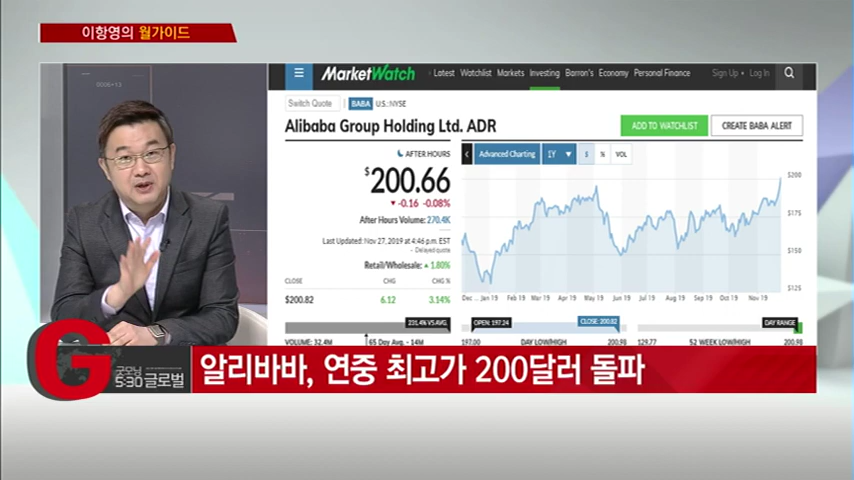 이항영의 월가이드
MarketWatch
Latest Watchlist Markets Investing Barron's Economy Personal Finance Sign Up • Log In
Switch Quote BABA U.S.: NYSE
Alibaba Group Holding Ltd. ADR
ADD TO WATCHLIST CREATE BABA ALERT
AFTER HOURS
$200.66
▼ -0.16 -0.08%
After Hours Volume: 270.4K
Last Updated: Nov 27, 2019 at 4:46 p.m. EST
Delayed quote
Retail/Wholesale: ▲ 1.80%
CLOSE CHG CHG %
$200.82 6.12 3.14%
Advanced Charting 1Y $ % VOL
$200
$175
$150
$125
Dec Jan 19 Feb 19 Mar 19 Apr 19 May 19 Jun 19 Jul 19 Aug 19 Sep 19 Oct 19 Nov 19
231.4% VS AVG. OPEN: 197.24 CLOSE: 200.82 DAY RANGE
VOLUME: 32.4M 65 Day Avg. - 14M 197.00 DAY LOW/HIGH 200.98 129.77 52 WEEK LOW/HIGH 200.98
G
굿모닝
5:30 글로벌
알리바바, 연중 최고가 200달러 돌파